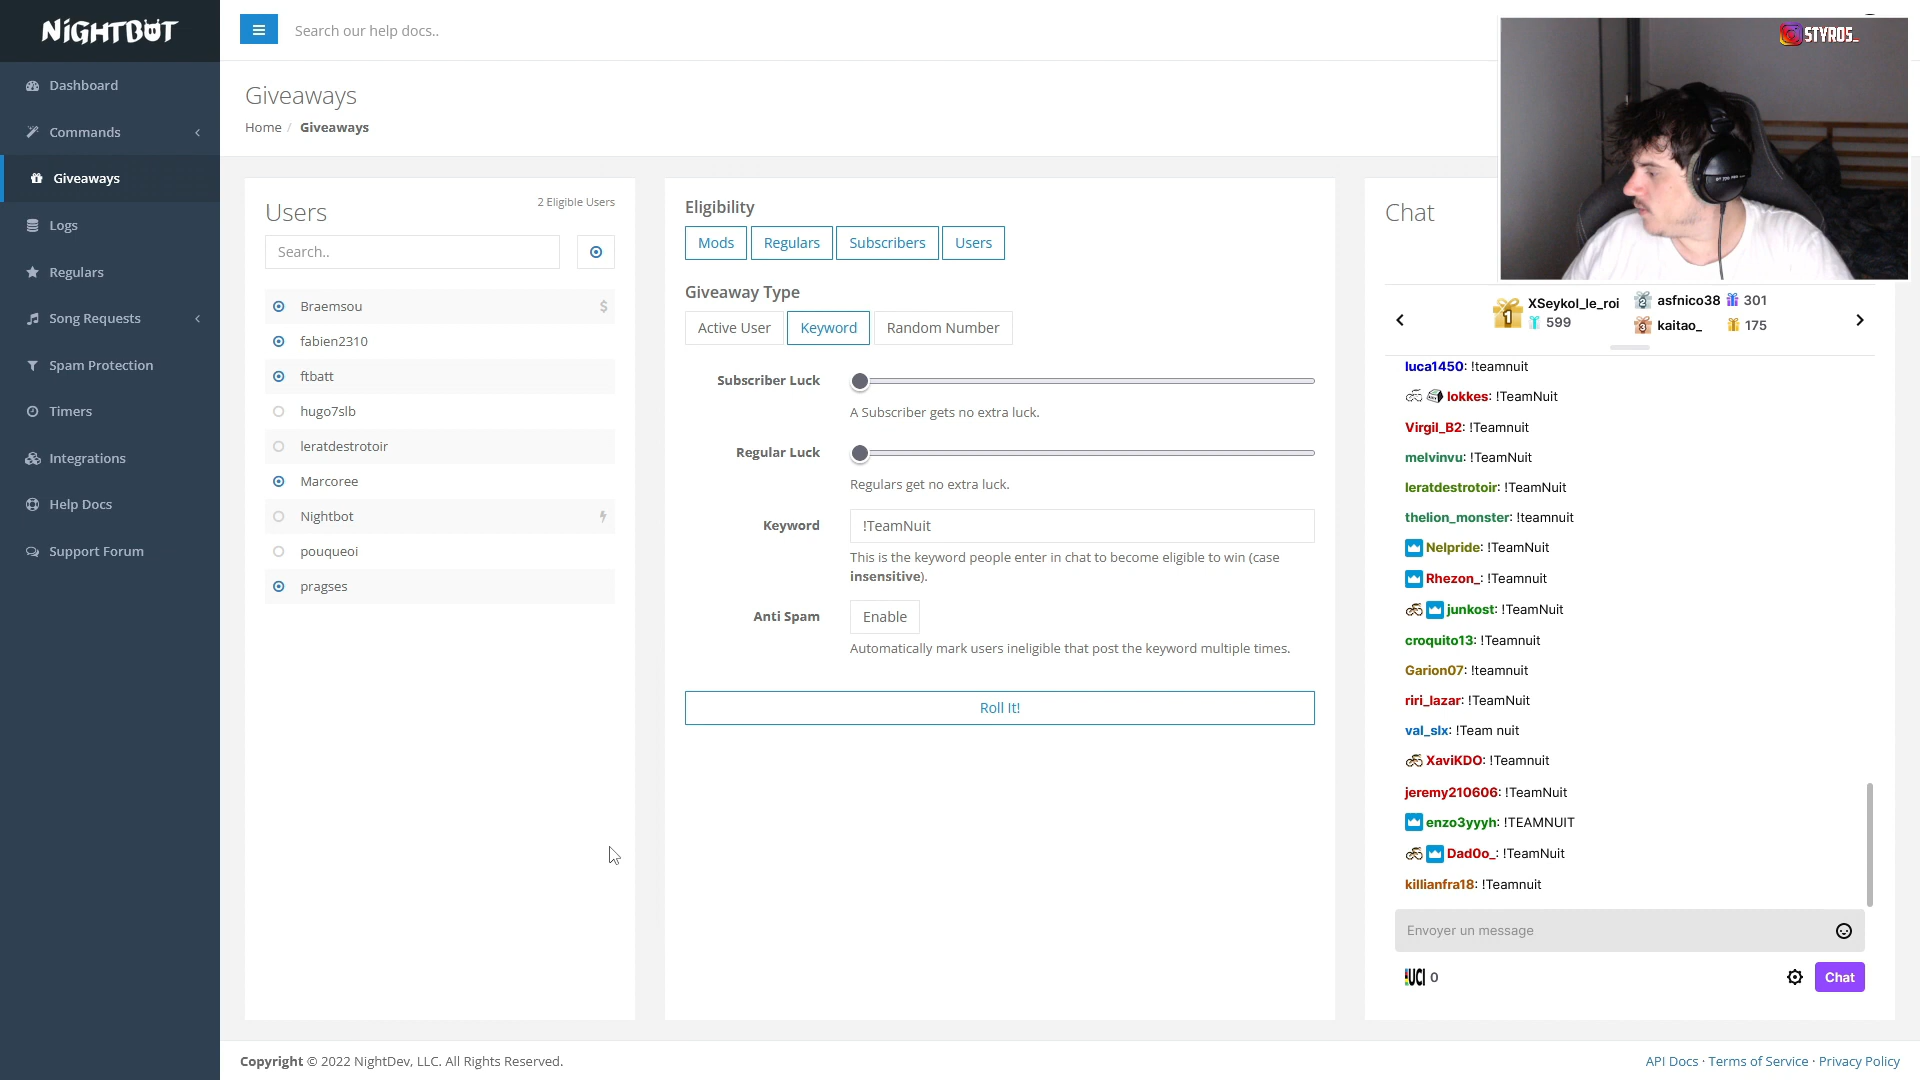 NiGHTBOT
Search our help docs..
STYROS_
Dashboard
Commands
Giveaways
Logs
Regulars
Song Requests
Spam Protection
Timers
Integrations
Help Docs
Support Forum
Giveaways
Home / Giveaways
Users
2 Eligible Users
Search..
Braemsou $
fabien2310
ftbatt
hugo7slb
leratdestrotoir
Marcoree
Nightbot
pouqueoi
pragses
Eligibility
Mods Regulars Subscribers Users
Giveaway Type
Active User Keyword Random Number
Subscriber Luck
A Subscriber gets no extra luck.
Regular Luck
Regulars get no extra luck.
Keyword !TeamNuit
This is the keyword people enter in chat to become eligible to win (case
insensitive).
Anti Spam Enable
Automatically mark users ineligible that post the keyword multiple times.
Roll It!
Chat
1 XSeykol_le_roi 2 asfnico38 301
599 3 kaitao_ 175
luca1450: !teamnuit
lokkes: !TeamNuit
Virgil_B2: !Teamnuit
melvinvu: !TeamNuit
leratdestrotoir: !TeamNuit
thelion_monster: !teamnuit
Nelpride: !TeamNuit
Rhezon_: !Teamnuit
junkost: !TeamNuit
croquito13: !Teamnuit
Garion07: !teamnuit
riri_lazar: !TeamNuit
val_slx: !Team nuit
XaviKDO: !Teamnuit
jeremy210606: !TeamNuit
enzo3yyyh: !TEAMNUIT
Dad0o_: !TeamNuit
killianfra18: !Teamnuit
Envoyer un message
UCI 0
Chat
Copyright © 2022 NightDev, LLC. All Rights Reserved.
API Docs · Terms of Service · Privacy Policy